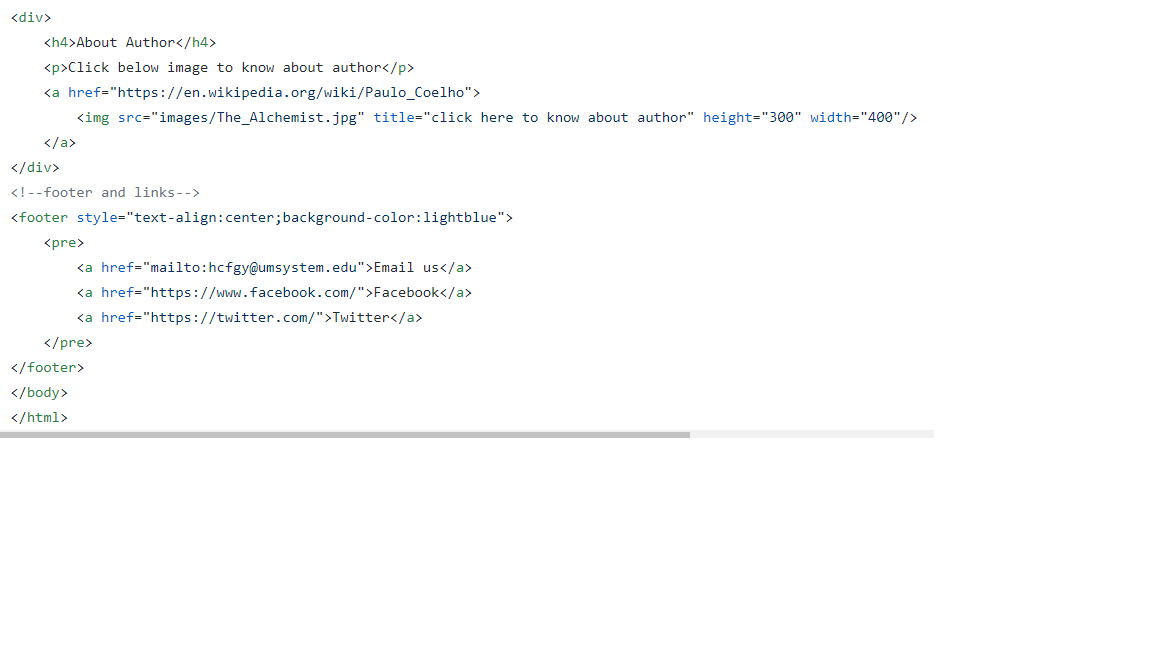 <div>
    <h4>About Author</h4>
    <p>Click below image to know about author</p>
    <a href="https://en.wikipedia.org/wiki/Paulo_Coelho">
        <img src="images/The_Alchemist.jpg" title="click here to know about author" height="300" width="400"/>
    </a>
</div>
<!--footer and links-->
<footer style="text-align:center;background-color:lightblue">
    <pre>
        <a href="mailto:hcfgy@umsystem.edu">Email us</a>
        <a href="https://www.facebook.com/">Facebook</a>
        <a href="https://twitter.com/">Twitter</a>
    </pre>
</footer>
</body>
</html>